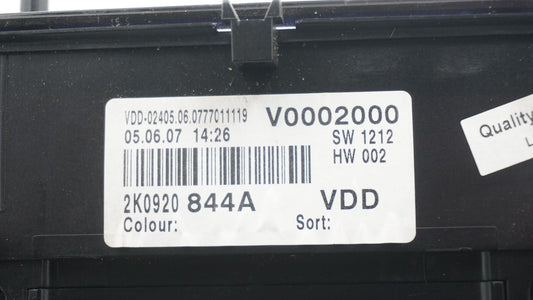 VDD-02405.06.0777011119 V0002000
05.06.07 14:26 SW 1212
HW 002
2K0920 844A VDD
Colour: Sort:
Quality
L